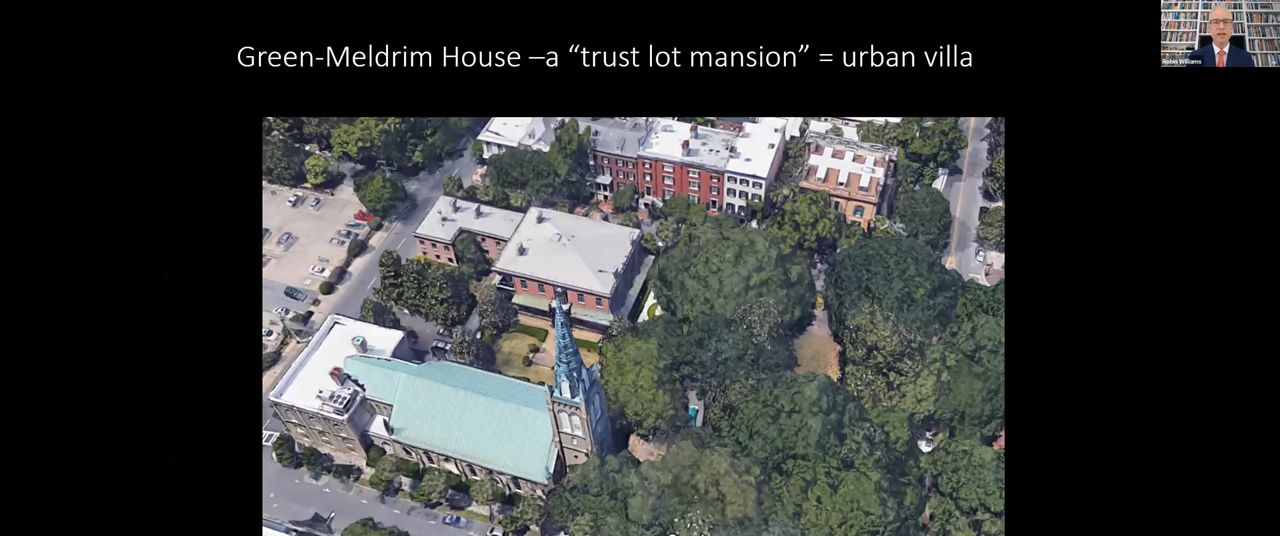 Green-Meldrim House –a “trust lot mansion” = urban villa
Robin Williams